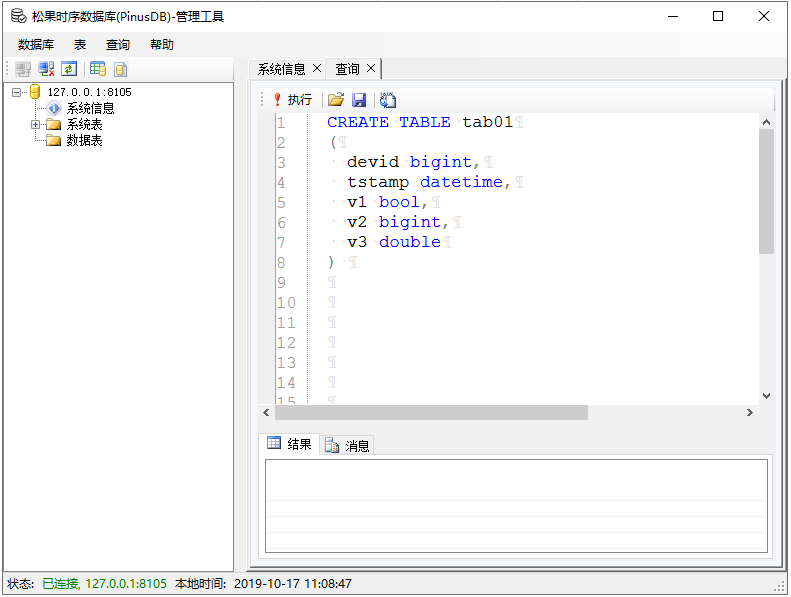 松果时序数据库(PinusDB)-管理工具
数据库 表 查询 帮助
127.0.0.1:8105
系统信息
系统表
数据表
系统信息 查询
执行
1 CREATE TABLE tab01
2 (
3 devid bigint,
4 tstamp datetime,
5 v1 bool,
6 v2 bigint,
7 v3 double
8 )
9
10
11
12
13
14
15
结果 消息
状态: 已连接, 127.0.0.1:8105 本地时间: 2019-10-17 11:08:47